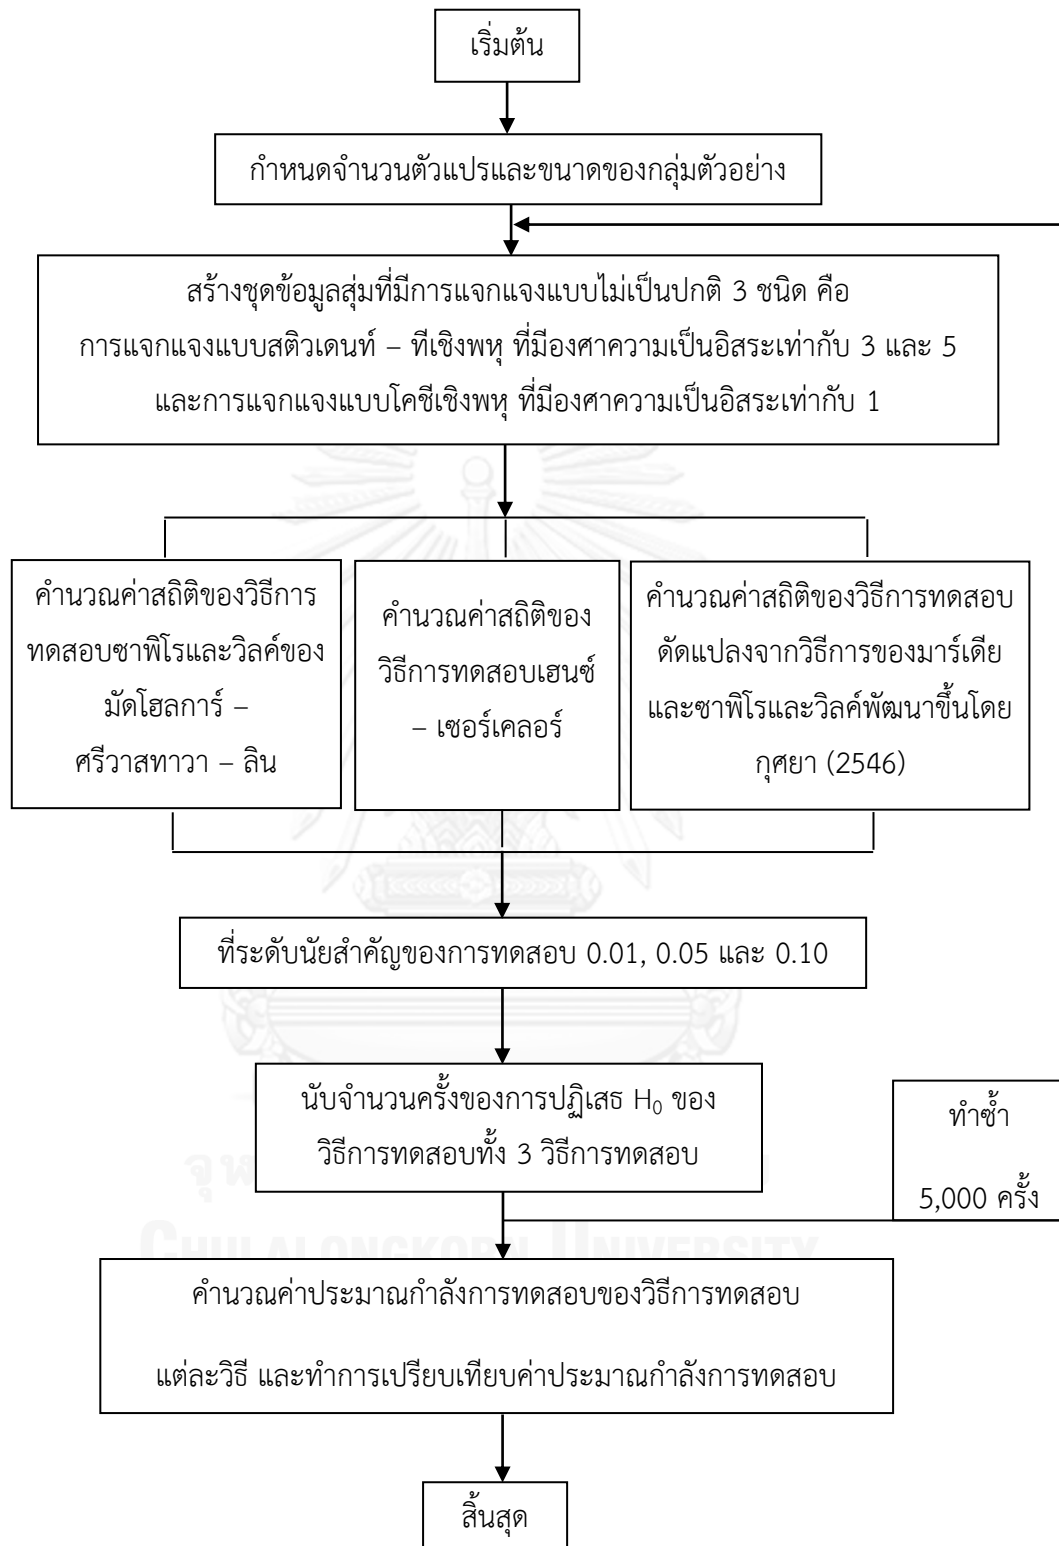 เริ่มต้น
กำหนดจำนวนตัวแปรและขนาดของกลุ่มตัวอย่าง
สร้างชุดข้อมูลสุ่มที่มีการแจกแจงแบบไม่เป็นปกติ 3 ชนิด คือ
การแจกแจงแบบสติวเดนท์ – ทีเชิงพหุ ที่มีองศาความเป็นอิสระเท่ากับ 3 และ 5
และการแจกแจงแบบโคชีเชิงพหุ ที่มีองศาความเป็นอิสระเท่ากับ 1
คำนวณค่าสถิติของวิธีการ
ทดสอบซาพิโรและวิลค์ของ
มัดโฮลการ์ –
ศรีวาสทาวา – ลิน
คำนวณค่าสถิติของ
วิธีการทดสอบเฮนซ์
– เซอร์เคลอร์
คำนวณค่าสถิติของวิธีการทดสอบ
ดัดแปลงจากวิธีการของมาร์เดีย
และซาพิโรและวิลค์พัฒนาขึ้นโดย
กุศยา (2546)
ที่ระดับนัยสำคัญของการทดสอบ 0.01, 0.05 และ 0.10
นับจำนวนครั้งของการปฏิเสธ H₀ ของ
วิธีการทดสอบทั้ง 3 วิธีการทดสอบ
ทำซ้ำ
5,000 ครั้ง
CHULALONGKORN UNIVERSITY
คำนวณค่าประมาณกำลังการทดสอบของวิธีการทดสอบ
แต่ละวิธี และทำการเปรียบเทียบค่าประมาณกำลังการทดสอบ
สิ้นสุด